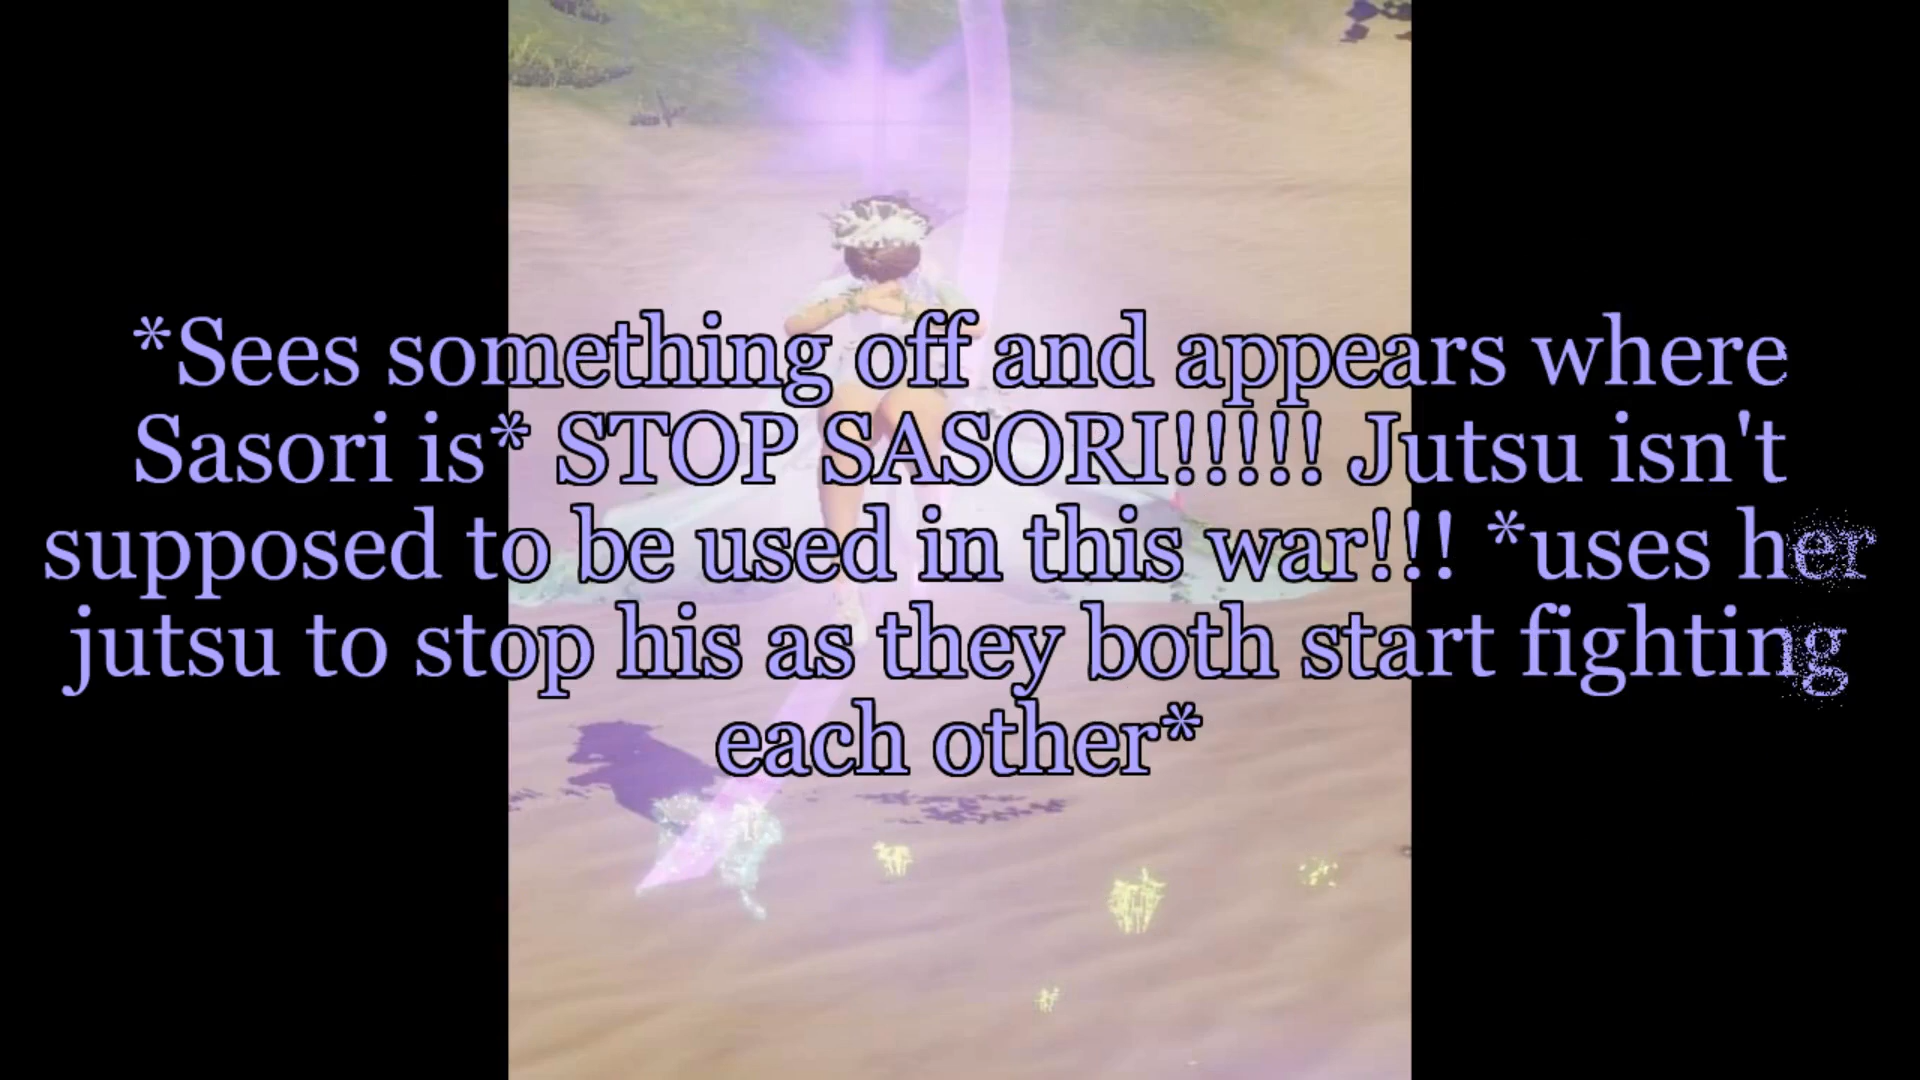 *Sees something off and appears where
Sasori is* STOP SASORI!!!!! Jutsu isn't
supposed to be used in this war!!! *uses her
jutsu to stop his as they both start fighting
each other*